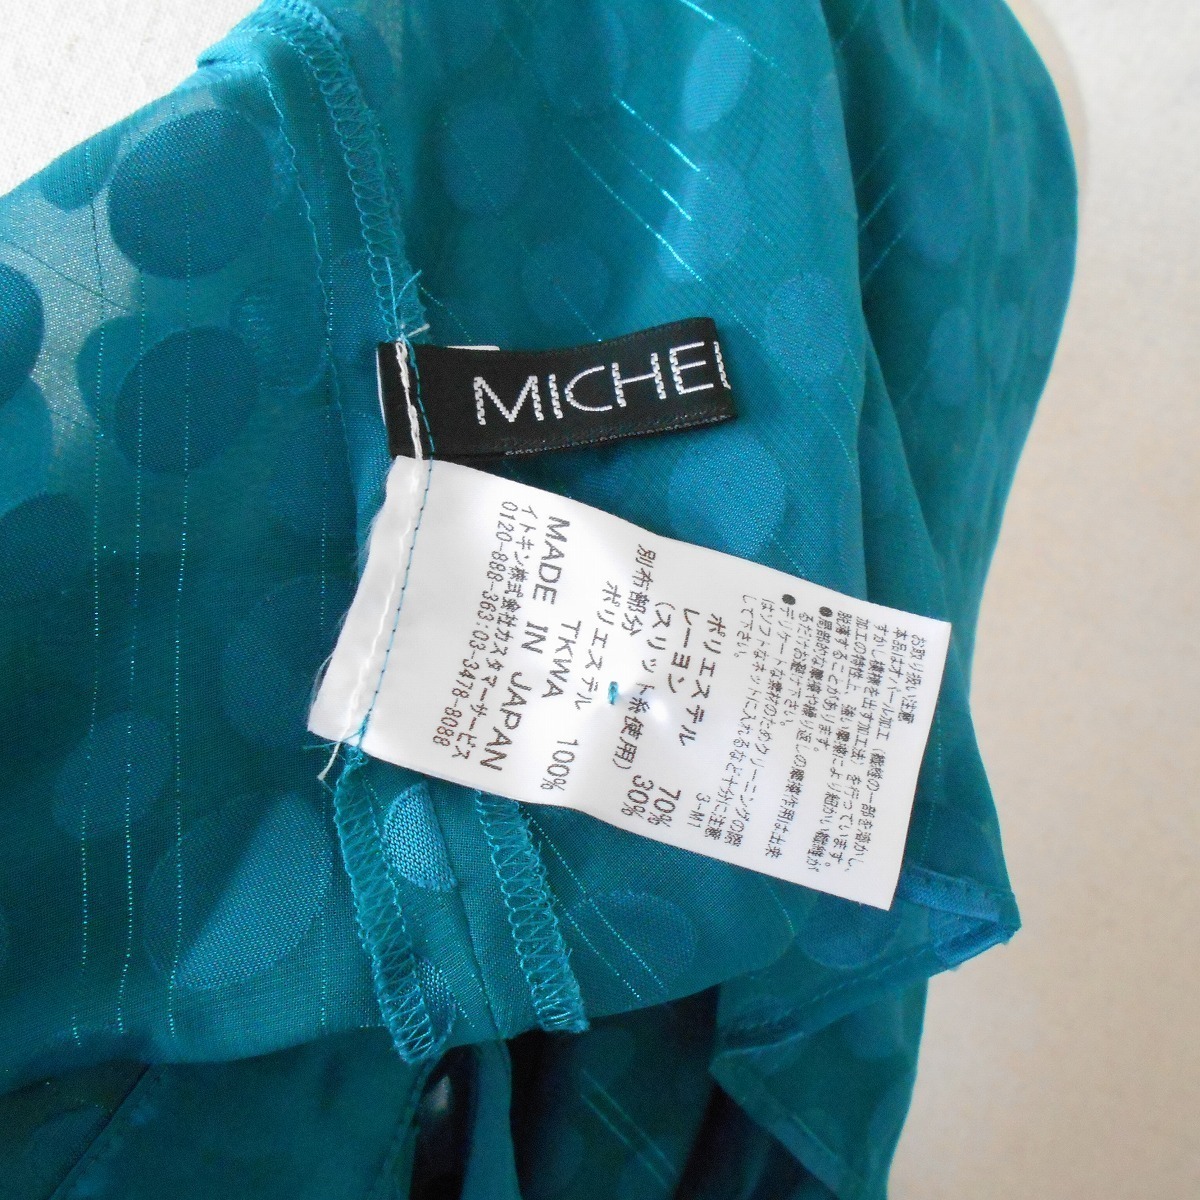 MICHE
お取り扱い注意
本品はオパール加工(繊維の一部を溶かし、
すかし模様を出す加工法)を行っています。
加工の特性上、強い摩擦により細かい繊維が
脱落することがあります。
●局部的な摩擦や繰り返しの摩擦作用は出来
るだけお避け下さい。
●デリケートな素材のためクリーニングの際
はソフトなネットに入れるなど十分に注意
して下さい。
3-M1
ポリエステル 70%
レーヨン 30%
(スリット糸使用)
別布部分
ポリエステル 100%
TKWA
MADE IN JAPAN
イトキン株式会社カスタマーサービス
0120-888-363:03-3478-8088